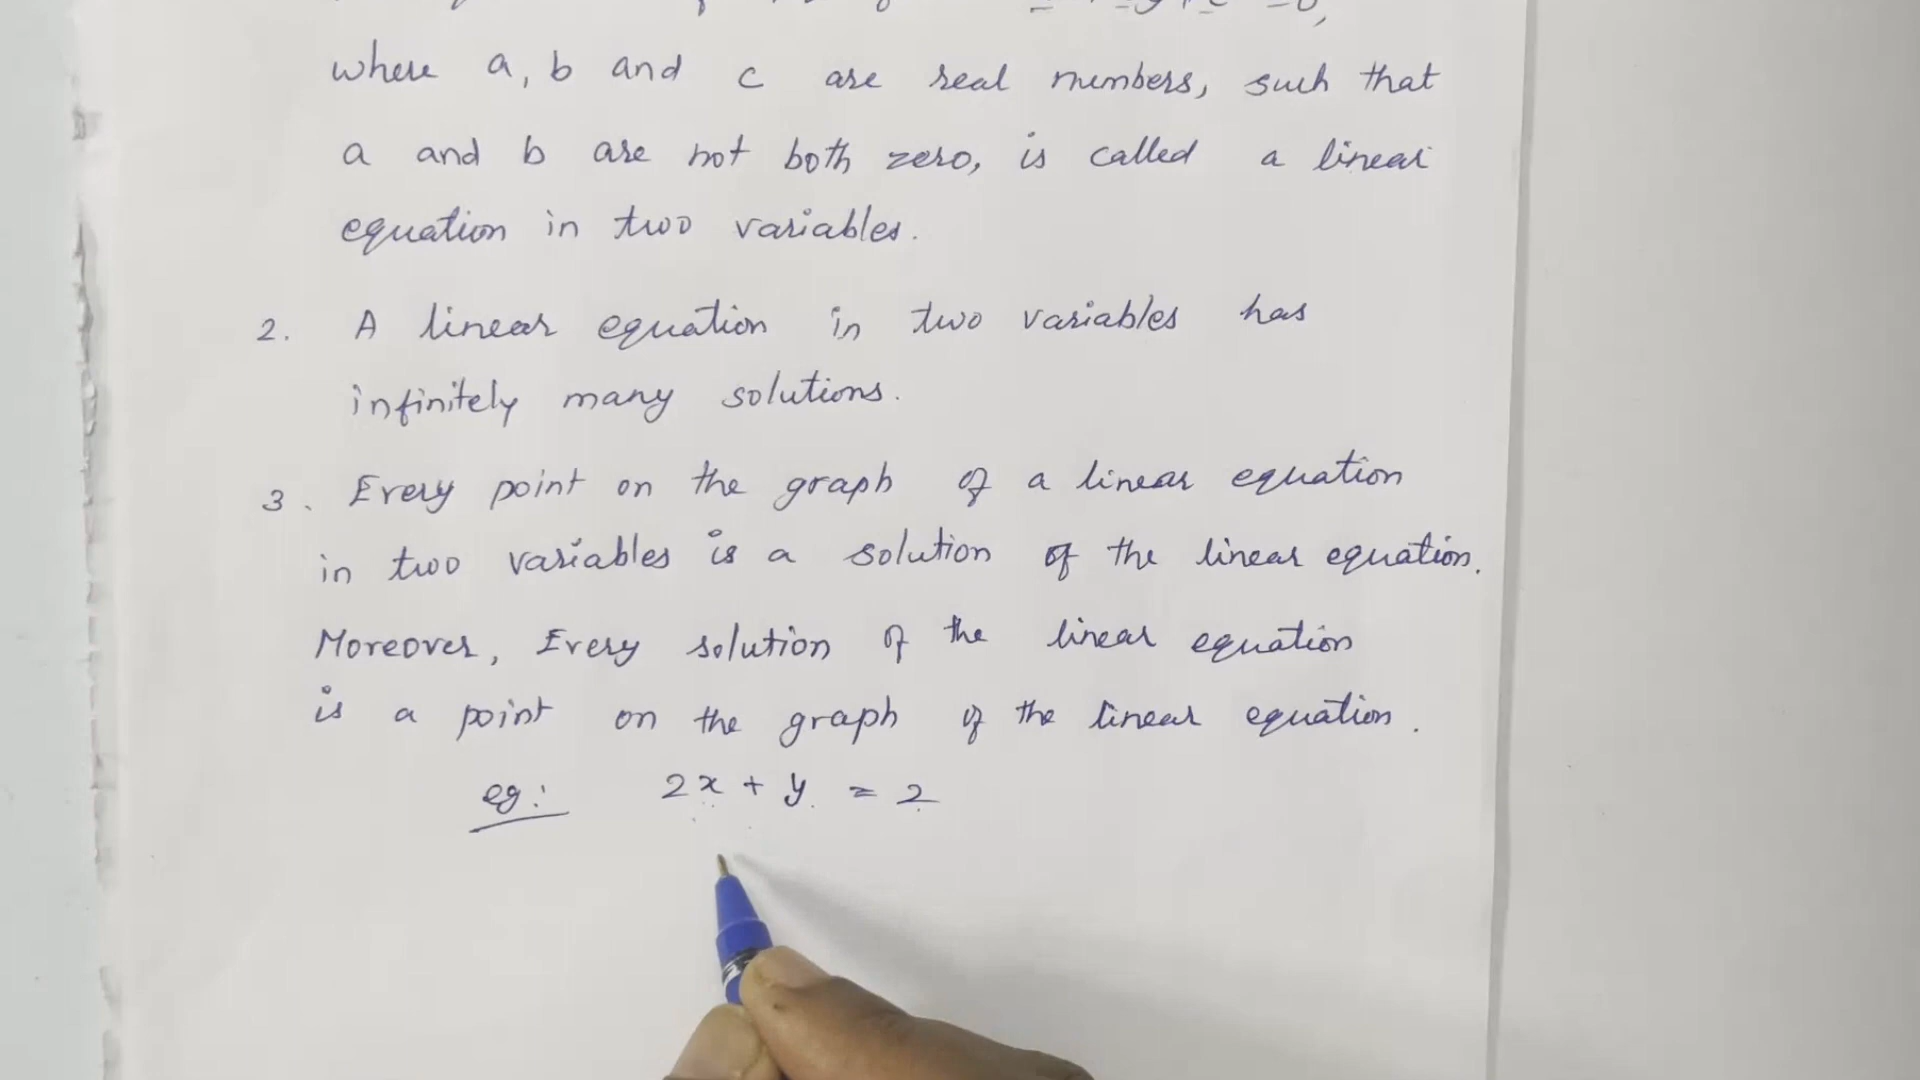 where a, b and c are real numbers, such that
a and b are not both zero, is called a linear
equation in two variables.
2. A linear equation in two variables has
infinitely many solutions.
3. Every point on the graph of a linear equation
in two variables is a solution of the linear equation.
Moreover, Every solution of the linear equation
is a point on the graph of the linear equation.
eg: 2x + y = 2